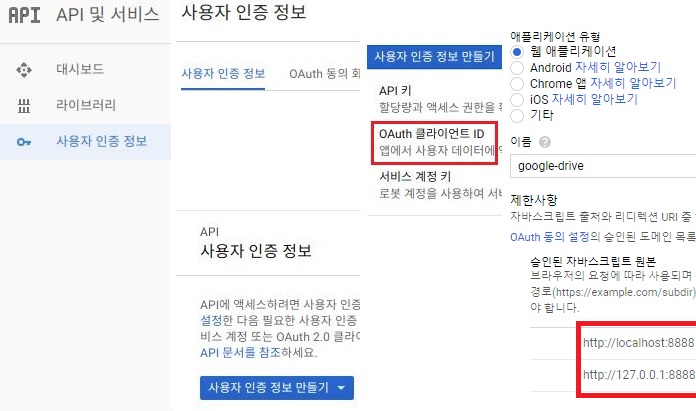 API API 및 서비스
대시보드
라이브러리
사용자 인증 정보
사용자 인증 정보
사용자 인증 정보 OAuth 동의 화
API
사용자 인증 정보
API에 액세스하려면 사용자 인증
설정한 다음 필요한 사용자 인증
비스 계정 또는 OAuth 2.0 클라이
API 문서를 참조하세요.
사용자 인증 정보 만들기
사용자 인증 정보 만들기
API 키
할당량과 액세스 권한을 확
OAuth 클라이언트 ID
앱에서 사용자 데이터에
서비스 계정 키
로봇 계정을 사용하여 서버
애플리케이션 유형
웹 애플리케이션
Android 자세히 알아보기
Chrome 앱 자세히 알아보기
iOS 자세히 알아보기
기타
이름 ?
google-drive
제한사항
자바스크립트 출처와 리디렉션 URI 중
OAuth 동의 설정의 승인된 도메인 목록
승인된 자바스크립트 원본
브라우저의 요청에 따라 사용되며
경로(https://example.com/subdir)
야 합니다.
http://localhost:8888
http://127.0.0.1:8888